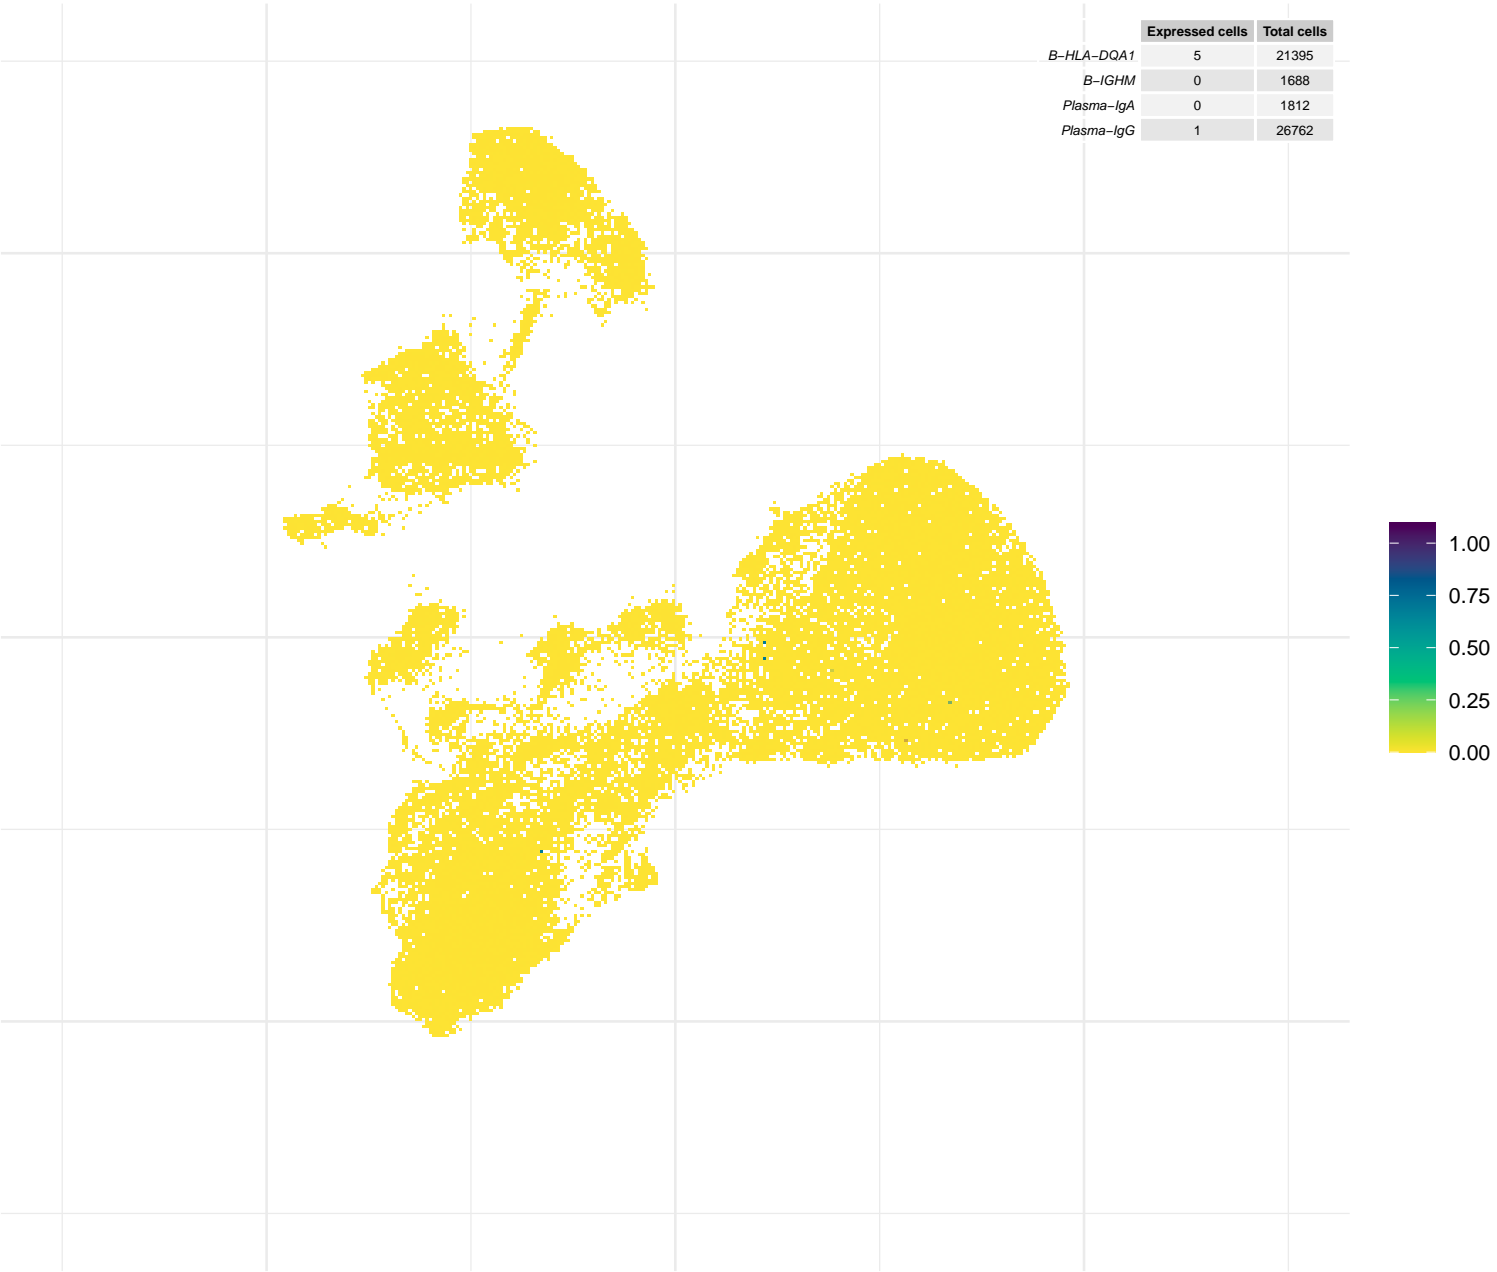 Expressed cells Total cells
B−HLA−DQA1 5 21395
B−IGHM 0 1688
Plasma−IgA 0 1812
Plasma−IgG 1 26762
1.00
0.75
0.50
0.25
0.00